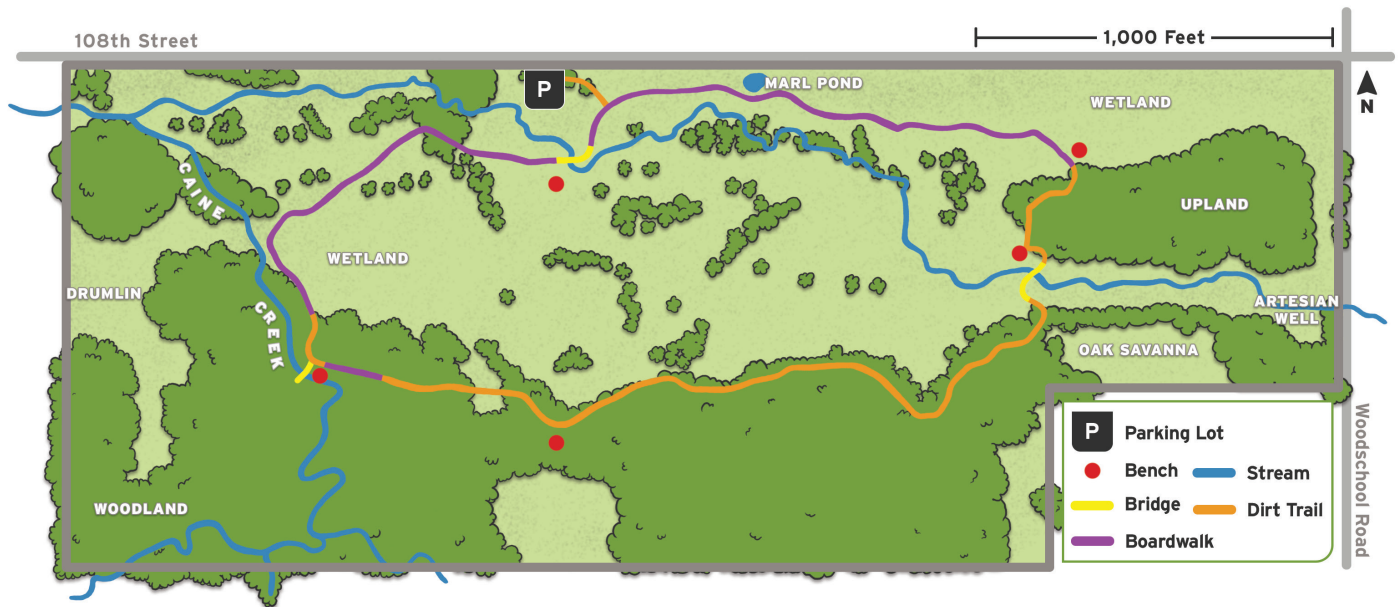 108th Street
1,000 Feet
P
MARL POND
WETLAND
N
CAINE
UPLAND
WETLAND
DRUMLIN
CREEK
ARTESIAN
WELL
OAK SAVANNA
WOODLAND
P Parking Lot
Bench
Stream
Bridge
Dirt Trail
Boardwalk
Woodschool Road